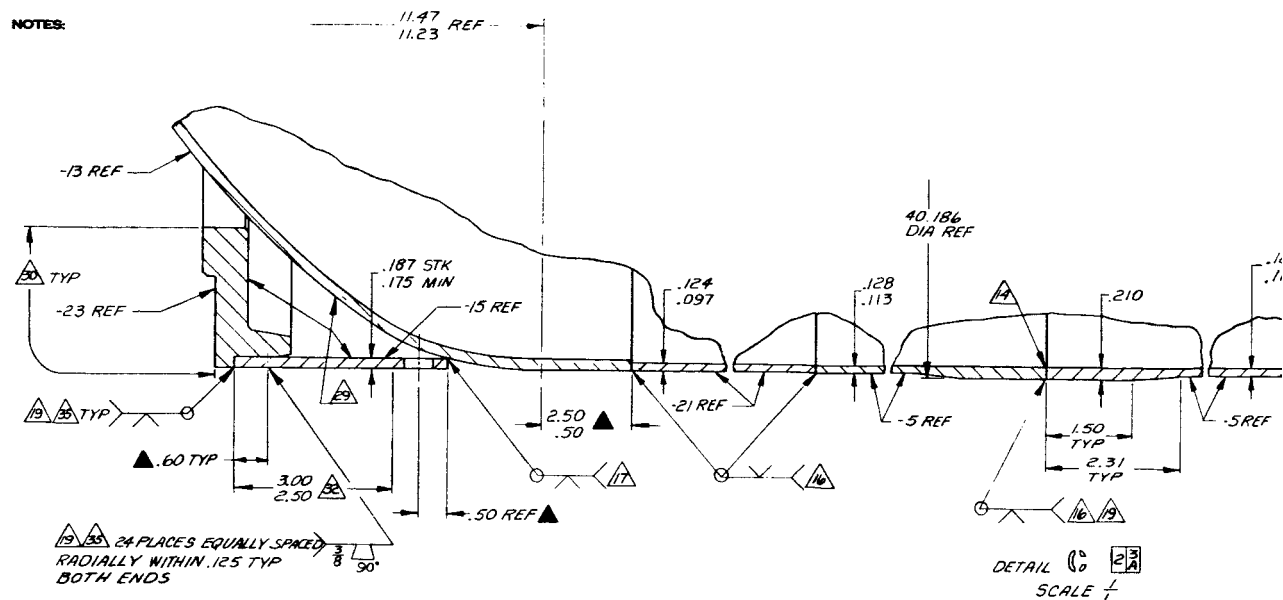 NOTES:
11.47
11.23 REF
-13 REF
40.186
DIA REF
30 TYP
.187 STK
.175 MIN
-15 REF
-23 REF
.124
.097
.128
.113
14
.210
29
19 35 TYP
-21 REF
-5 REF
-5 REF
2.50
.50
1.50
TYP
.60 TYP
2.31
TYP
3.00
2.50 32
17
16
.50 REF
16 19
19 35 24 PLACES EQUALLY SPACED
RADIALLY WITHIN .125 TYP
BOTH ENDS
3/8
90°
DETAIL C 2 3 A
SCALE 1/1